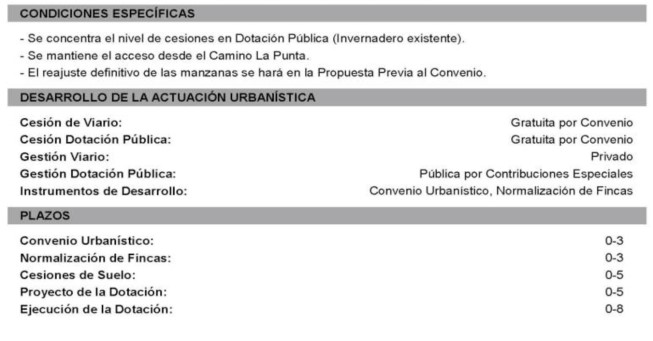 CONDICIONES ESPECÍFICAS
- Se concentra el nivel de cesiones en Dotación Pública (Invernadero existente).
- Se mantiene el acceso desde el Camino La Punta.
- El reajuste definitivo de las manzanas se hará en la Propuesta Previa al Convenio.
DESARROLLO DE LA ACTUACIÓN URBANÍSTICA
Cesión de Viario: Gratuita por Convenio
Cesión Dotación Pública: Gratuita por Convenio
Gestión Viario: Privado
Gestión Dotación Pública: Pública por Contribuciones Especiales
Instrumentos de Desarrollo: Convenio Urbanístico, Normalización de Fincas
PLAZOS
Convenio Urbanístico: 0-3
Normalización de Fincas: 0-3
Cesiones de Suelo: 0-5
Proyecto de la Dotación: 0-5
Ejecución de la Dotación: 0-8